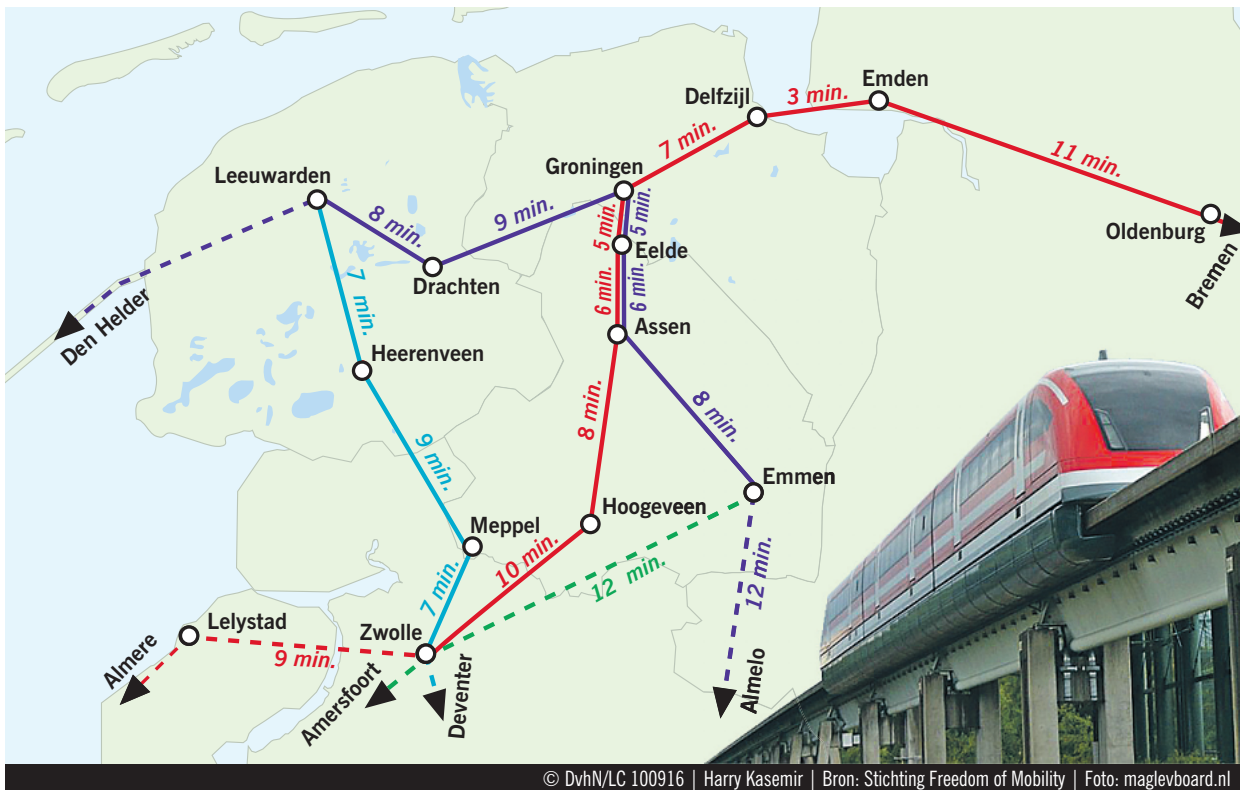 Emden
3 min.
Delfzijl
7 min.
11 min.
Groningen
Leeuwarden
8 min.
9 min.
5 min.
5 min.
Oldenburg
Bremen
Eelde
Drachten
7 min.
6 min.
6 min.
Den Helder
Assen
Heerenveen
8 min.
8 min.
9 min.
Emmen
Hoogeveen
Meppel
10 min.
12 min.
12 min.
7 min.
Lelystad
Zwolle
9 min.
Almere
Amersfoort
Deventer
Almelo
© DvhN/LC 100916 | Harry Kasemir | Bron: Stichting Freedom of Mobility | Foto: maglevboard.nl